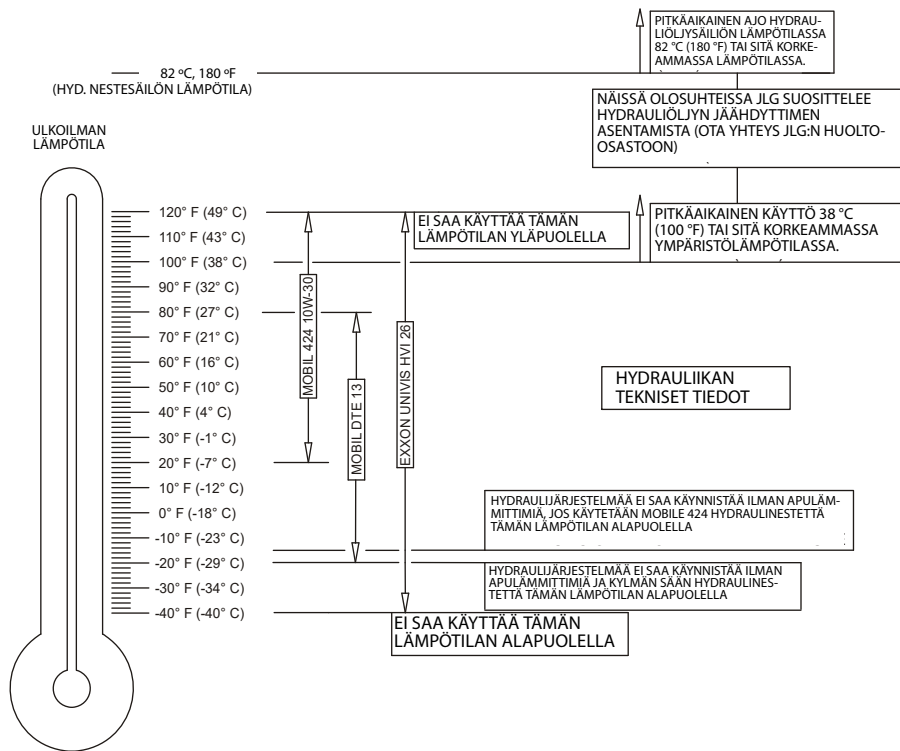 PITKÄAIKAINEN AJO HYDRAU-
LIÖLJYSÄILIÖN LÄMPÖTILASSA
82 °C (180 °F) TAI SITÄ KORKE-
AMMASSA LÄMPÖTILASSA.
82 ºC, 180 ºF
(HYD. NESTESÄILÖN LÄMPÖTILA)
NÄISSÄ OLOSUHTEISSA JLG SUOSITTELEE
HYDRAULIÖLJYN JÄÄHDYTTIMEN
ASENTAMISTA (OTA YHTEYS JLG:N HUOLTO-
OSASTOON)
ULKOILMAN
LÄMPÖTILA
PITKÄAIKAINEN KÄYTTÖ 38 °C
(100 °F) TAI SITÄ KORKEAMMASSA
YMPÄRISTÖLÄMPÖTILASSA.
EI SAA KÄYTTÄÄ TÄMÄN
LÄMPÖTILAN YLÄPUOLELLA
120° F (49° C)
110° F (43° C)
100° F (38° C)
90° F (32° C)
80° F (27° C)
70° F (21° C)
60° F (16° C)
50° F (10° C)
40° F (4° C)
30° F (-1° C)
20° F (-7° C)
10° F (-12° C)
0° F (-18° C)
-10° F (-23° C)
-20° F (-29° C)
-30° F (-34° C)
-40° F (-40° C)
MOBIL 424 10W-30
MOBIL DTE 13
EXXON UNIVIS HVI 26
HYDRAULIIKAN
TEKNISET TIEDOT
HYDRAULIJÄRJESTELMÄÄ EI SAA KÄYNNISTÄÄ ILMAN APULÄM-
MITTIMIÄ, JOS KÄYTETÄÄN MOBILE 424 HYDRAULINESTETTÄ
TÄMÄN LÄMPÖTILAN ALAPUOLELLA
HYDRAULIJÄRJESTELMÄÄ EI SAA KÄYNNISTÄÄ ILMAN
APULÄMMITTIMIÄ JA KYLMÄN SÄÄN HYDRAULINES-
TETTÄ TÄMÄN LÄMPÖTILAN ALAPUOLELLA
EI SAA KÄYTTÄÄ TÄMÄN
LÄMPÖTILAN ALAPUOLELLA